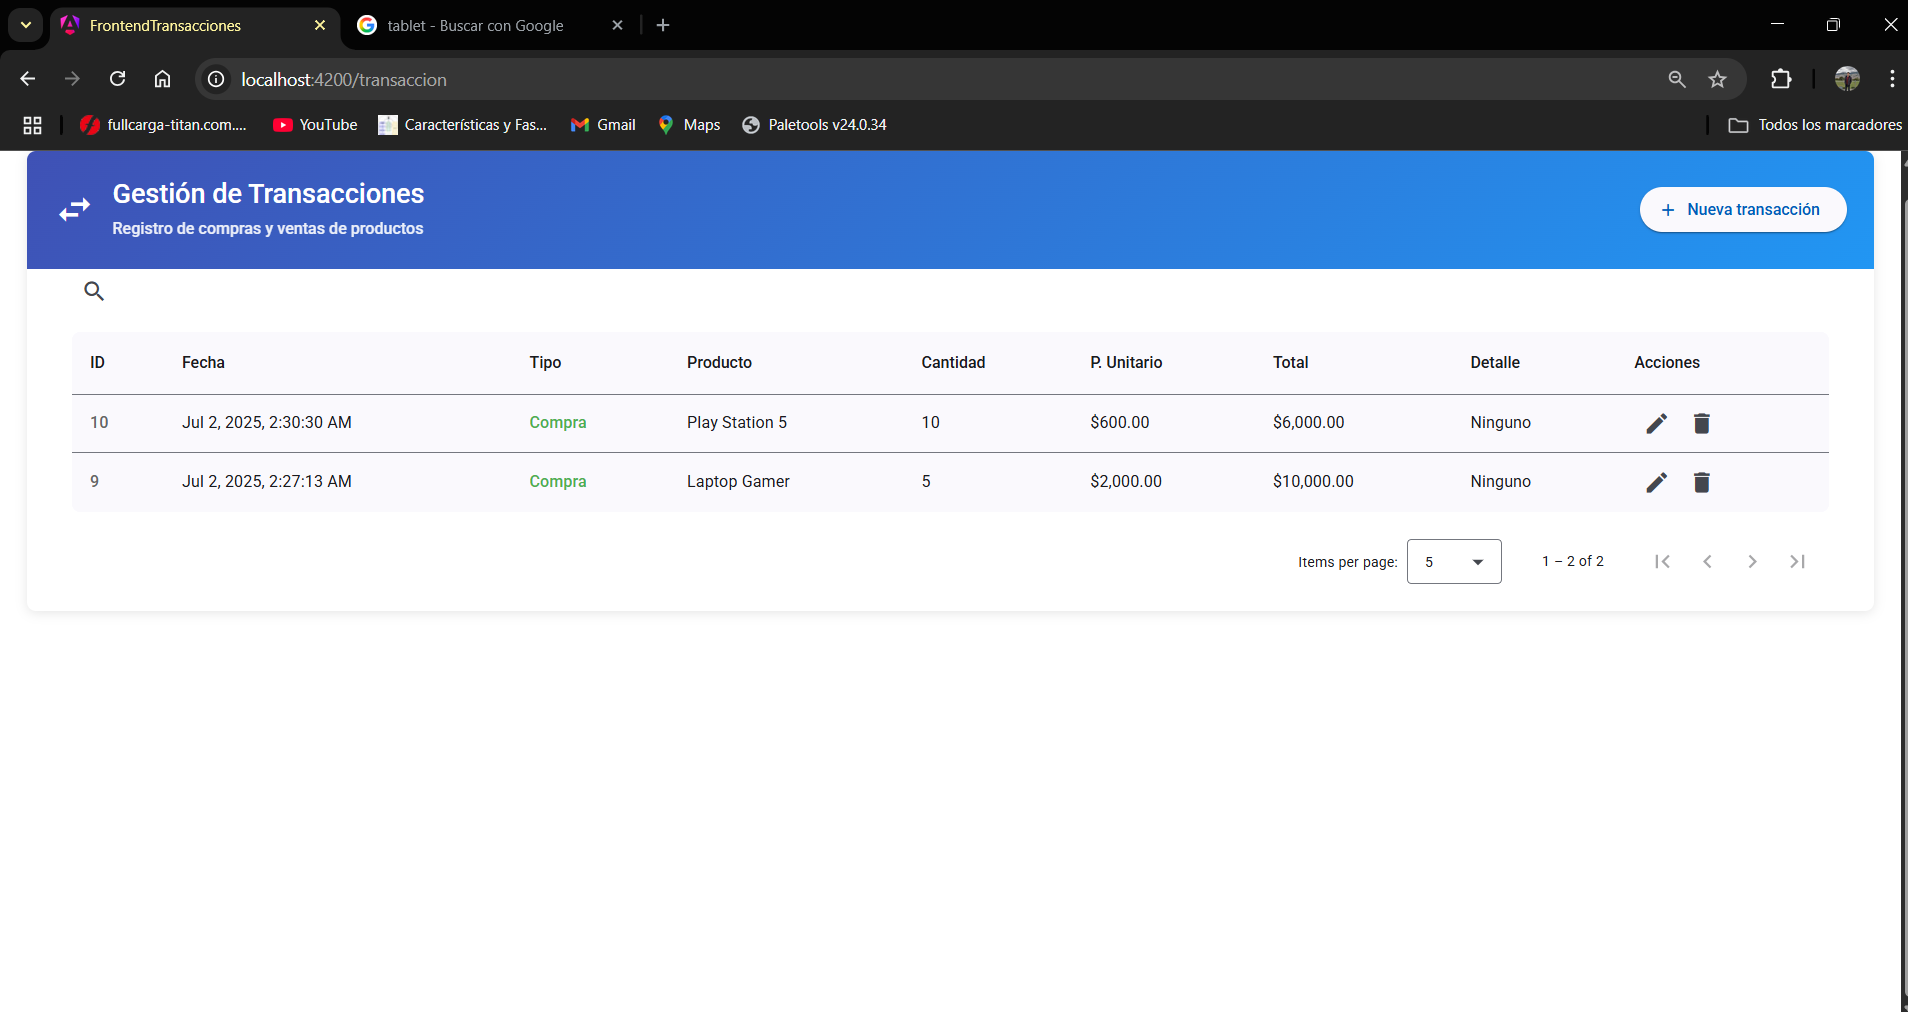 FrontendTransacciones
tablet - Buscar con Google
localhost:4200/transaccion
fullcarga-titan.com....
YouTube
Características y Fas...
Gmail
Maps
Paletools v24.0.34
Todos los marcadores
Gestión de Transacciones
Registro de compras y ventas de productos
+ Nueva transacción
ID Fecha Tipo Producto Cantidad P. Unitario Total Detalle Acciones
10 Jul 2, 2025, 2:30:30 AM Compra Play Station 5 10 $600.00 $6,000.00 Ninguno
9 Jul 2, 2025, 2:27:13 AM Compra Laptop Gamer 5 $2,000.00 $10,000.00 Ninguno
Items per page: 5 1 – 2 of 2